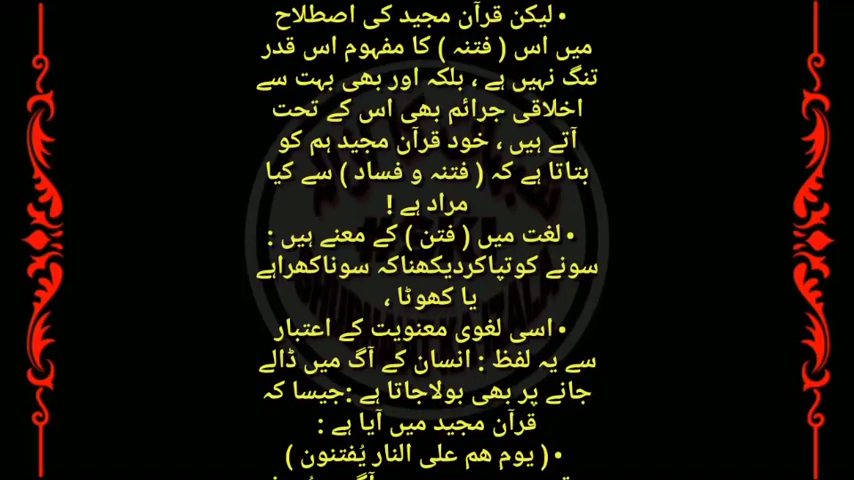 • لیکن قرآن مجید کی اصطلاح
میں اس ( فتنہ ) کا مفہوم اس قدر
تنگ نہیں ہے ، بلکہ اور بھی بہت سے
اخلاقی جرائم بھی اس کے تحت
آتے ہیں ، خود قرآن مجید ہم کو
بتاتا ہے کہ ( فتنہ و فساد ) سے کیا
مراد ہے !
• لغت میں ( فتن ) کے معنے ہیں :
سونے کوتپاکردیکھناکہ سوناکھراہے
یا کھوٹا ،
• اسی لغوی معنویت کے اعتبار
سے یہ لفظ : انسان کے آگ میں ڈالے
جانے پر بھی بولاجاتا ہے :جیسا کہ
قرآن مجید میں آیا ہے :
• ( يوم هم على النار يُفتنون )